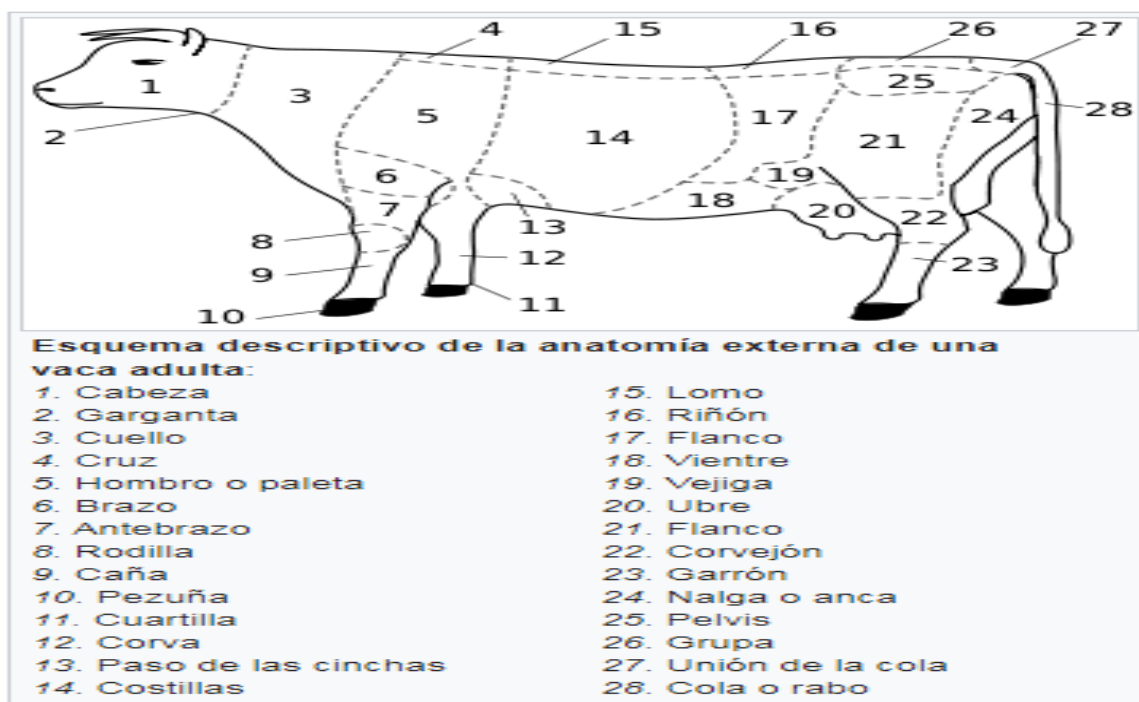 4 15 16 26 27
1 3 5 14 17 25 24 28
2 6 7 21
19 18 20 22
8 13
9 12 23
10 11
Esquema descriptivo de la anatomía externa de una
vaca adulta:
1. Cabeza
2. Garganta
3. Cuello
4. Cruz
5. Hombro o paleta
6. Brazo
7. Antebrazo
8. Rodilla
9. Caña
10. Pezuña
11. Cuartilla
12. Corva
13. Paso de las cinchas
14. Costillas
15. Lomo
16. Riñón
17. Flanco
18. Vientre
19. Vejiga
20. Ubre
21. Flanco
22. Corvejón
23. Garrón
24. Nalga o anca
25. Pelvis
26. Grupa
27. Unión de la cola
28. Cola o rabo